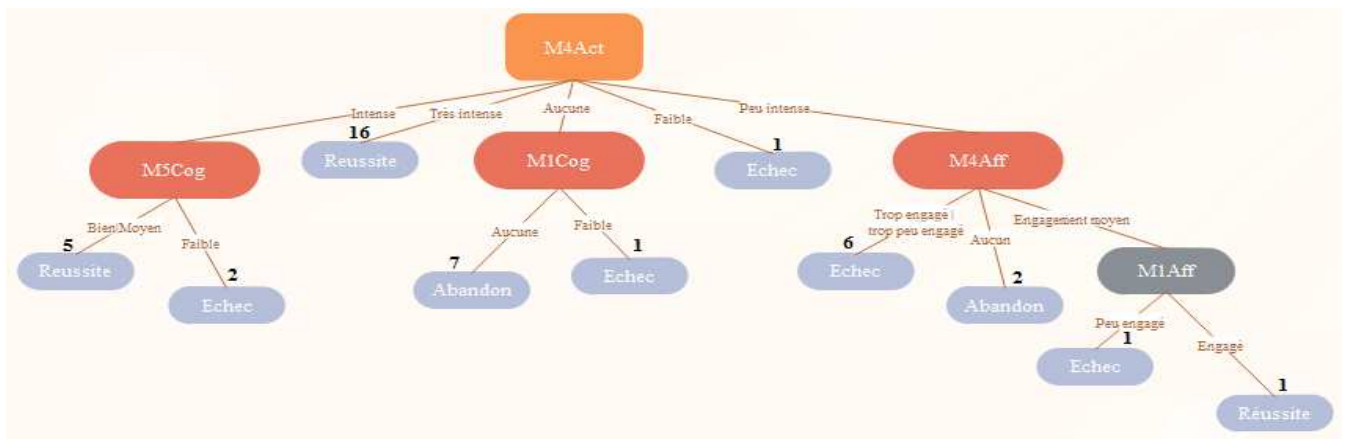 M4Act
Intense
Très intense
Aucune
Faible
Peu intense
16
1
M5Cog
Reussite
M1Cog
Echec
M4Aff
Bien/Moyen
Faible
Aucune
Faible
Trop engagé |
trop peu engagé
Aucun
Engagement moyen
5
2
7
1
6
2
Reussite
Echec
Abandon
Echec
Echec
Abandon
M1Aff
Peu engagé
Engagé
1
1
Echec
Réussite